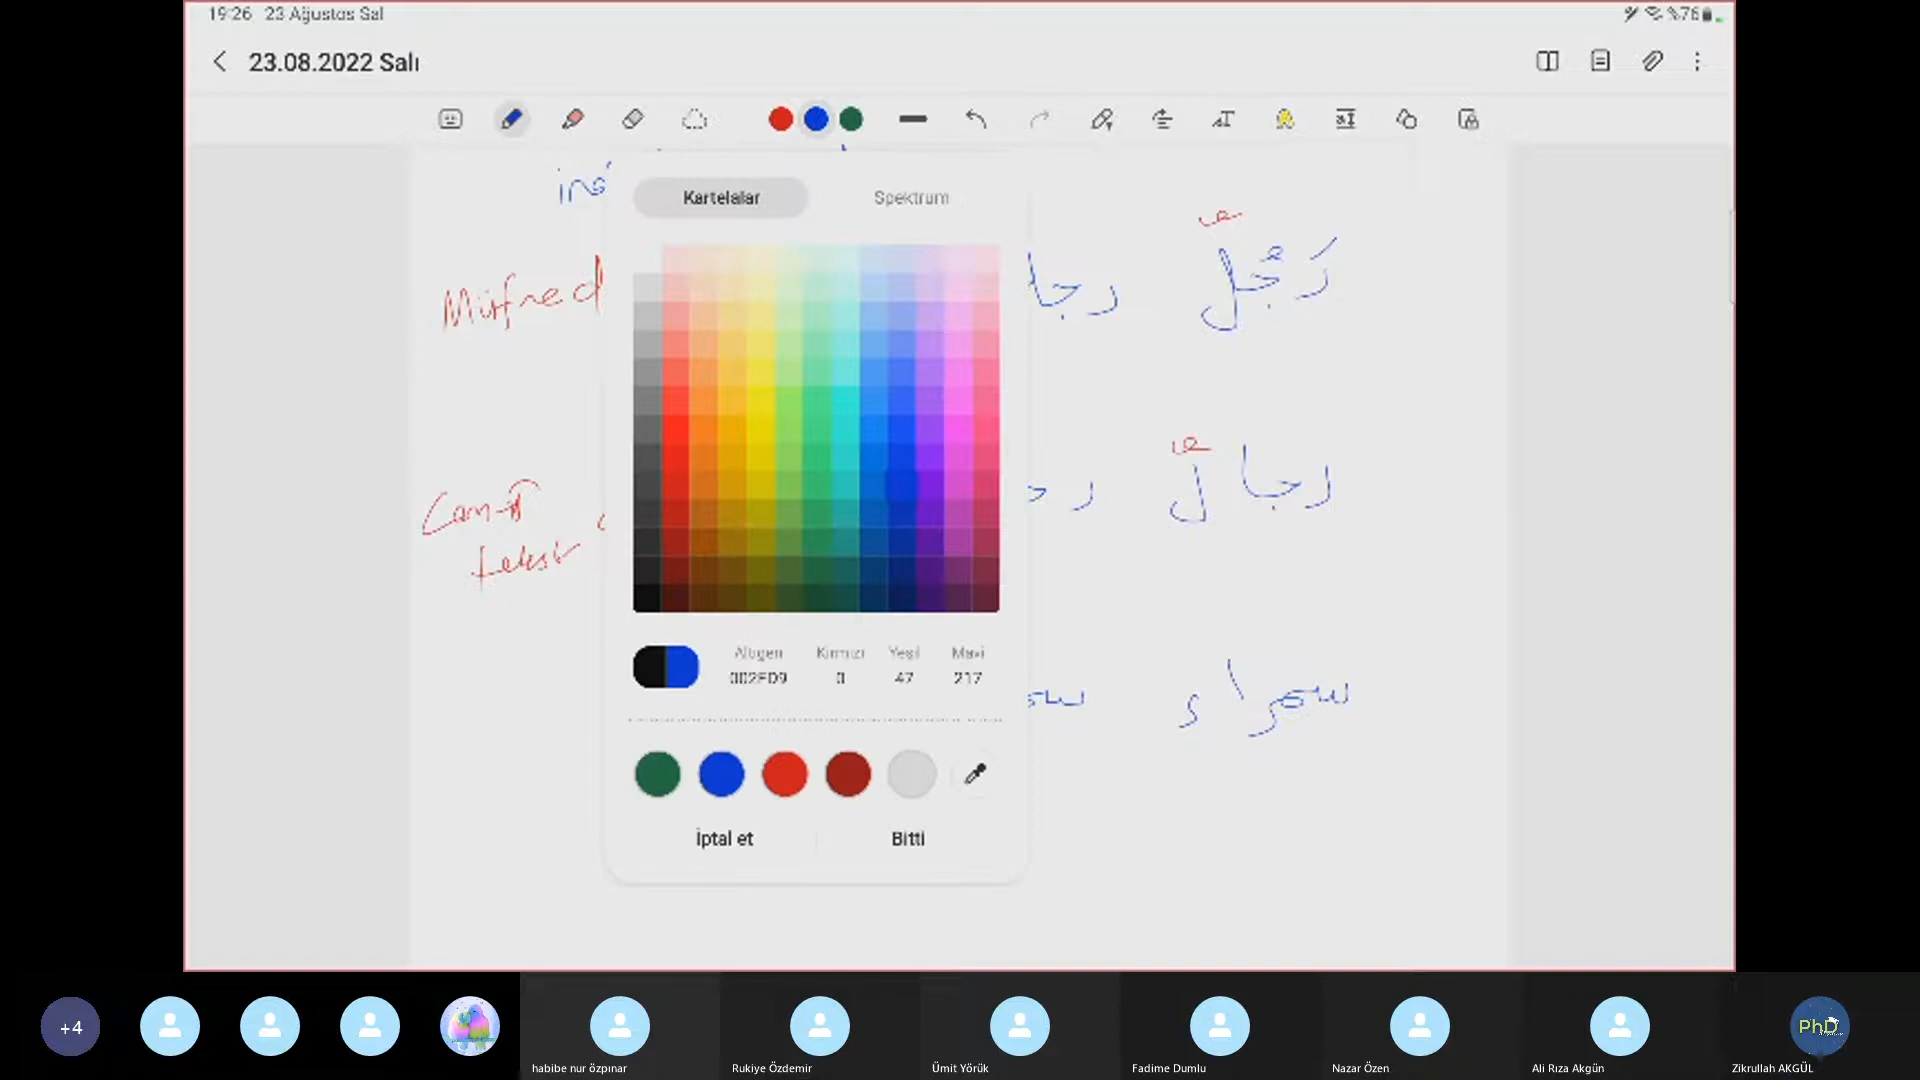 19:26 23 Ağustos Sal
%76
23.08.2022 Salı
Kartelalar Spektrum
Müfred
رَجُلٌ
رجا
رجال
Altıgen Kırmızı Yeşil Mavi
002FD9 0 47 217
سمراء
İptal et Bitti
+4
PhD
habibe nur özpınar
Rukiye Özdemir
Ümit Yörük
Fadime Dumlu
Nazar Özen
Ali Rıza Akgün
Zikrullah AKGÜL